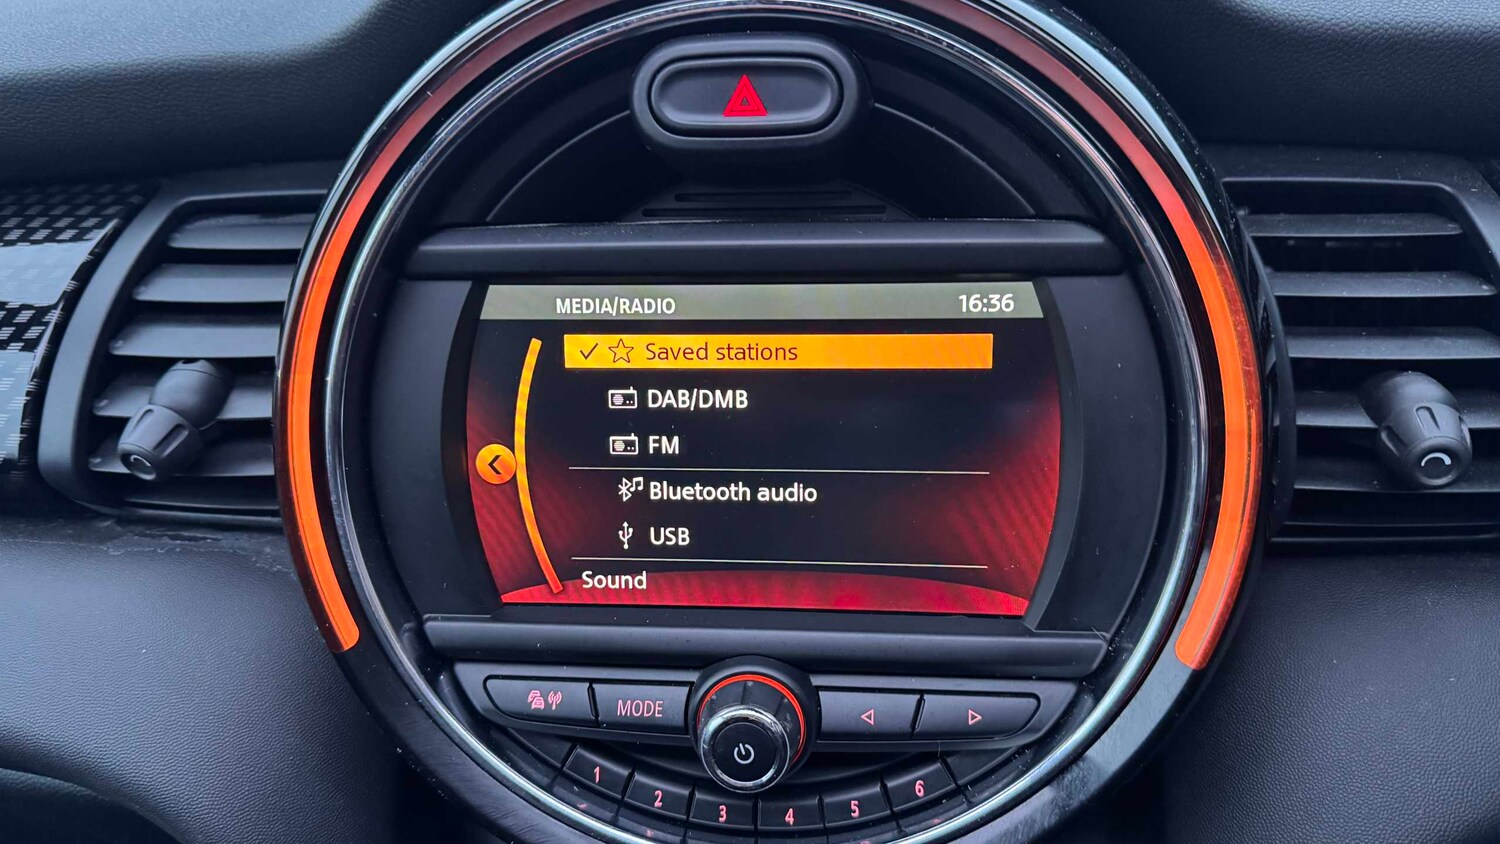 MEDIA/RADIO 16:36
Saved stations
DAB/DMB
FM
Bluetooth audio
USB
Sound
MODE
1 2 3 4 5 6